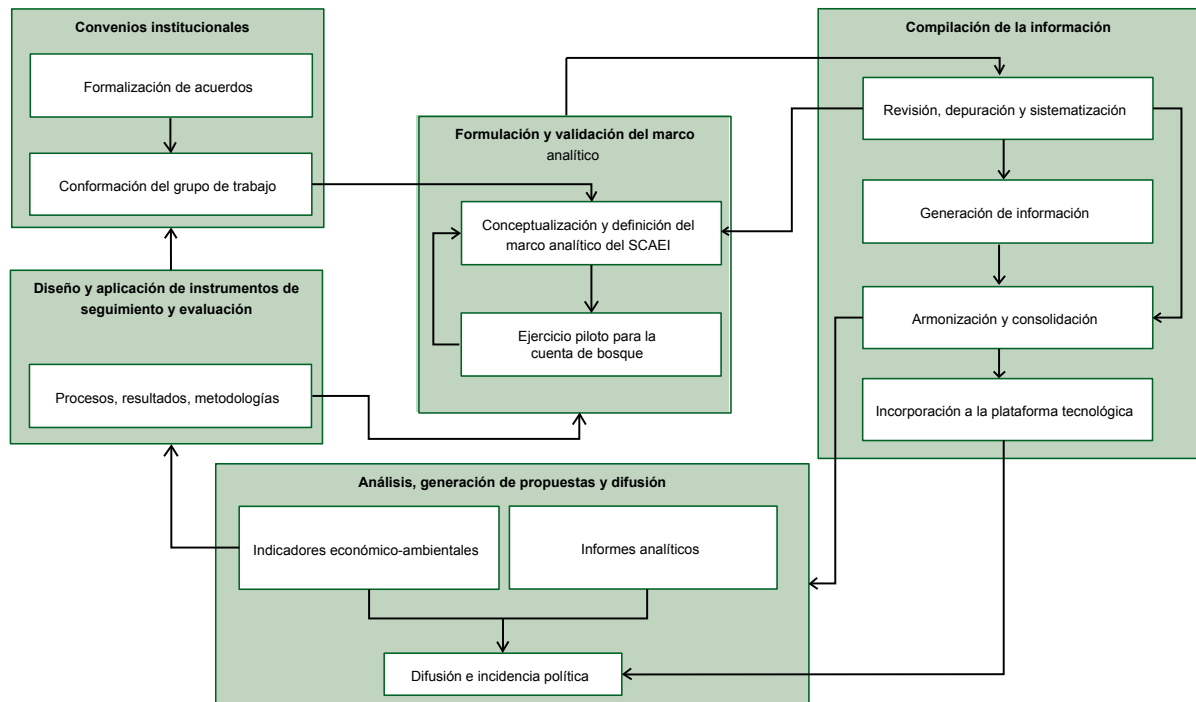 Convenios institucionales
Formalización de acuerdos
Conformación del grupo de trabajo
Diseño y aplicación de instrumentos de
seguimiento y evaluación
Procesos, resultados, metodologías
Formulación y validación del marco
analítico
Conceptualización y definición del
marco analítico del SCAEI
Ejercicio piloto para la
cuenta de bosque
Compilación de la información
Revisión, depuración y sistematización
Generación de información
Armonización y consolidación
Incorporación a la plataforma tecnológica
Análisis, generación de propuestas y difusión
Indicadores económico-ambientales
Informes analíticos
Difusión e incidencia política